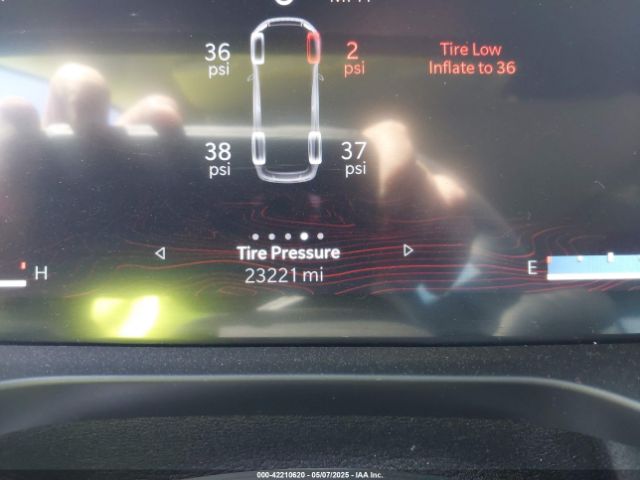 36 psi
2 psi
Tire Low
Inflate to 36
38 psi
37 psi
Tire Pressure
23221 mi
H
E
000-42210620 - 05/07/2025 - IAA Inc.